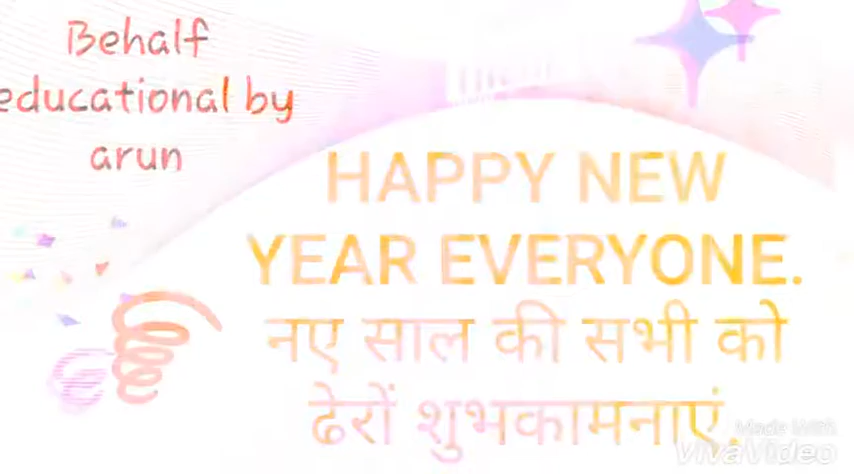 Behalf
educational by
arun
HAPPY NEW
YEAR EVERYONE.
नए साल की सभी को
ढेरों शुभकामनाएं.
Made With
VivaVideo